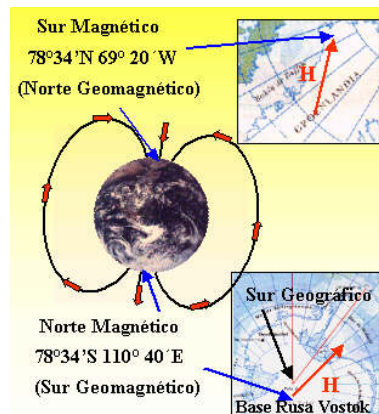 Sur Magnético
78°34'N 69° 20´W
(Norte Geomagnético)
H
GROENLANDIA
Norte Magnético
78°34'S 110° 40´E
(Sur Geomagnético)
Sur Geográfico
H
Base Rusa Vostok